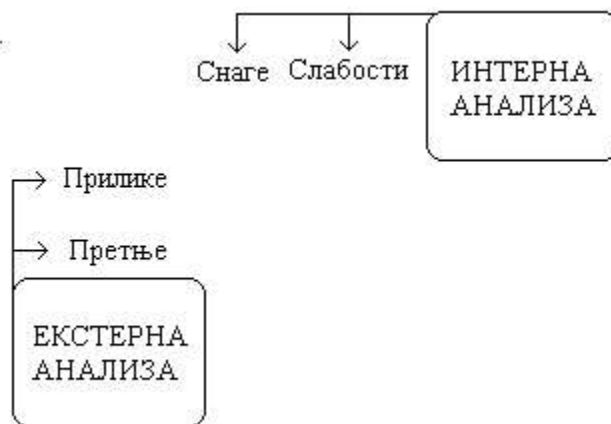 Снаге
Слабости
ИНТЕРНА
АНАЛИЗА
Прилике
Претње
ЕКСТЕРНА
АНАЛИЗА